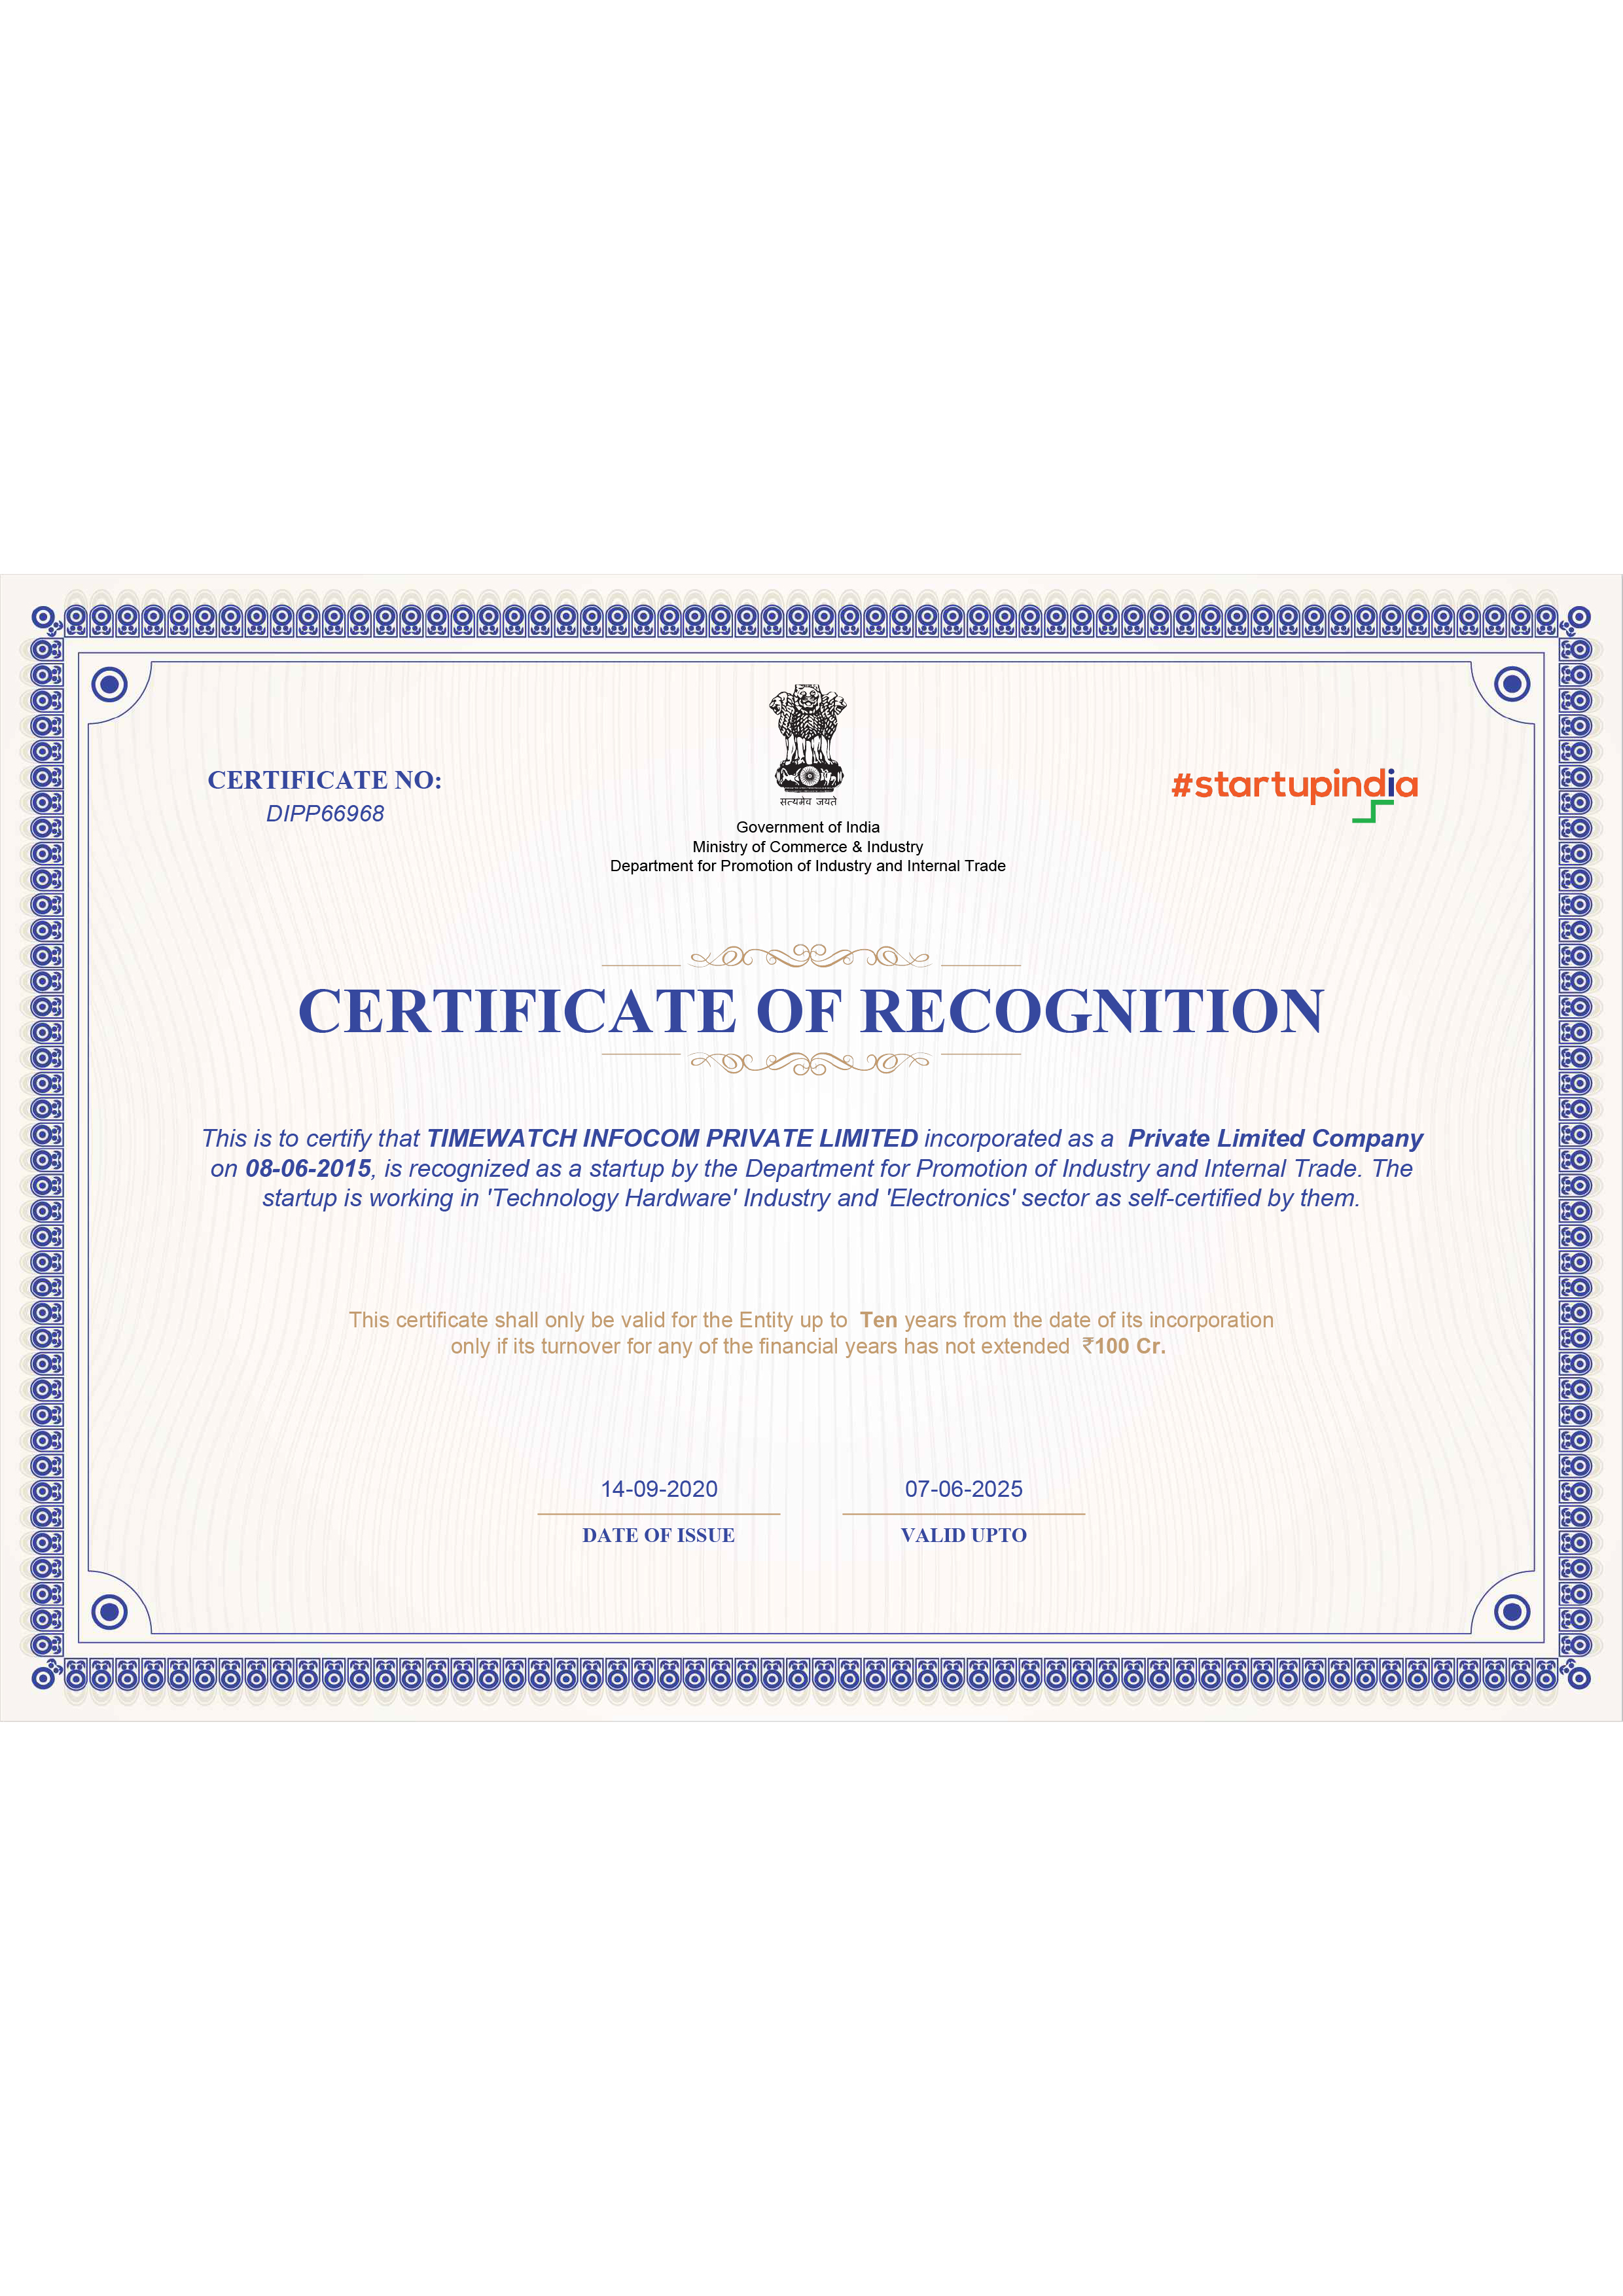 CERTIFICATE NO:
DIPP66968
सत्यमेव जयते
Government of India
Ministry of Commerce & Industry
Department for Promotion of Industry and Internal Trade
#startupindia
CERTIFICATE OF RECOGNITION
This is to certify that TIMEWATCH INFOCOM PRIVATE LIMITED incorporated as a Private Limited Company
on 08-06-2015, is recognized as a startup by the Department for Promotion of Industry and Internal Trade. The
startup is working in 'Technology Hardware' Industry and 'Electronics' sector as self-certified by them.
This certificate shall only be valid for the Entity up to Ten years from the date of its incorporation
only if its turnover for any of the financial years has not extended ₹100 Cr.
14-09-2020
DATE OF ISSUE
07-06-2025
VALID UPTO